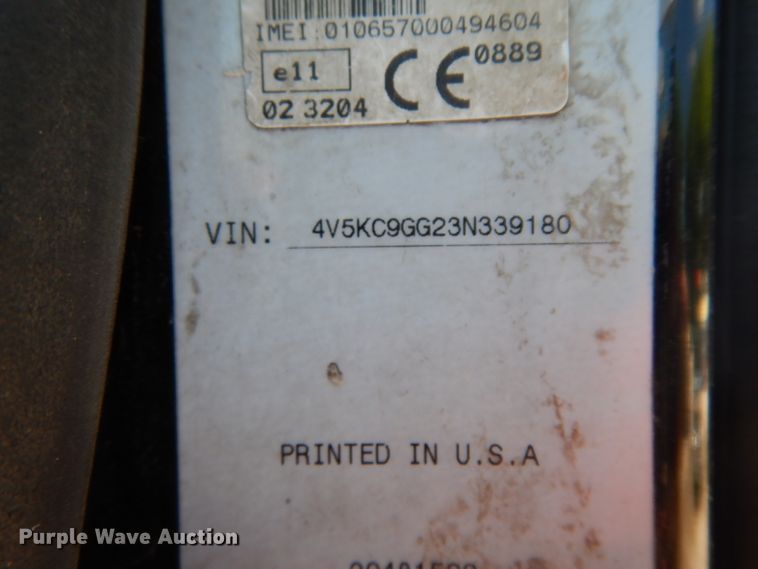 IMEI:010657000494604
e11
CE
0889
02 3204
VIN: 4V5KC9GG23N339180
PRINTED IN U.S.A
Purple Wave Auction